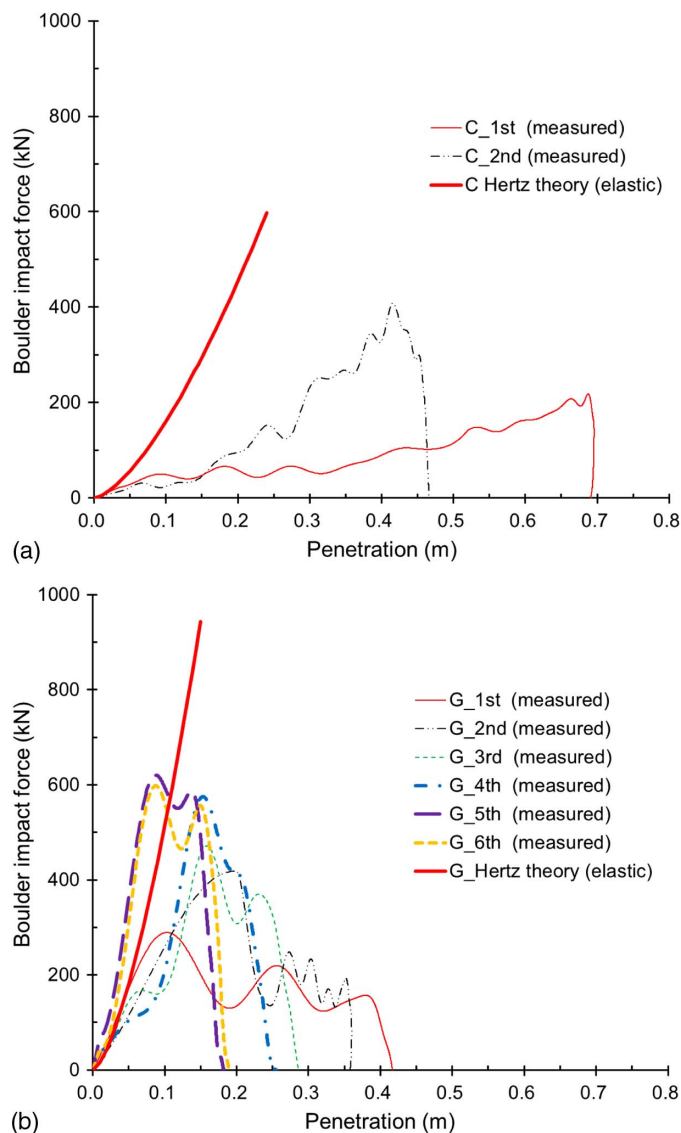 1000
800
600
400
200
0
Boulder impact force (kN)
C_1st (measured)
C_2nd (measured)
C Hertz theory (elastic)
0.0 0.1 0.2 0.3 0.4 0.5 0.6 0.7 0.8
Penetration (m)
(a)
1000
800
600
400
200
0
Boulder impact force (kN)
G_1st (measured)
G_2nd (measured)
G_3rd (measured)
G_4th (measured)
G_5th (measured)
G_6th (measured)
G_Hertz theory (elastic)
0.0 0.1 0.2 0.3 0.4 0.5 0.6 0.7 0.8
Penetration (m)
(b)